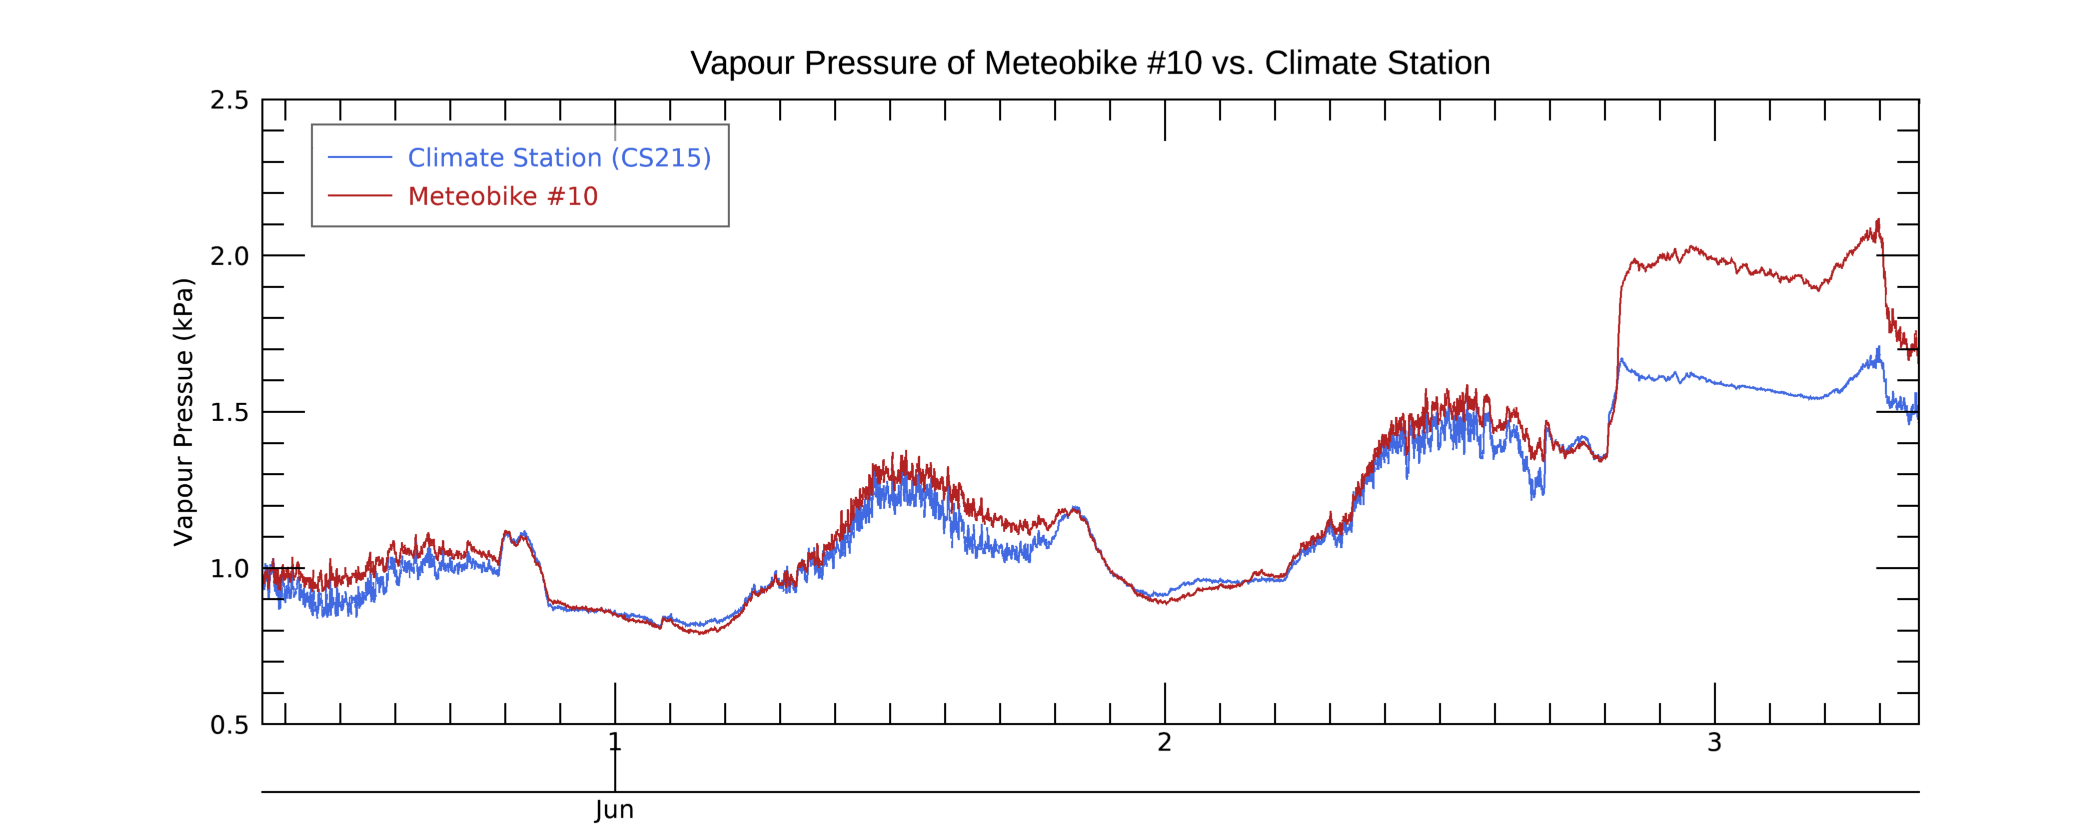 Vapour Pressure of Meteobike #10 vs. Climate Station
Vapour Pressue (kPa)
2.5
2.0
1.5
1.0
0.5
Climate Station (CS215)
Meteobike #10
1
2
3
Jun